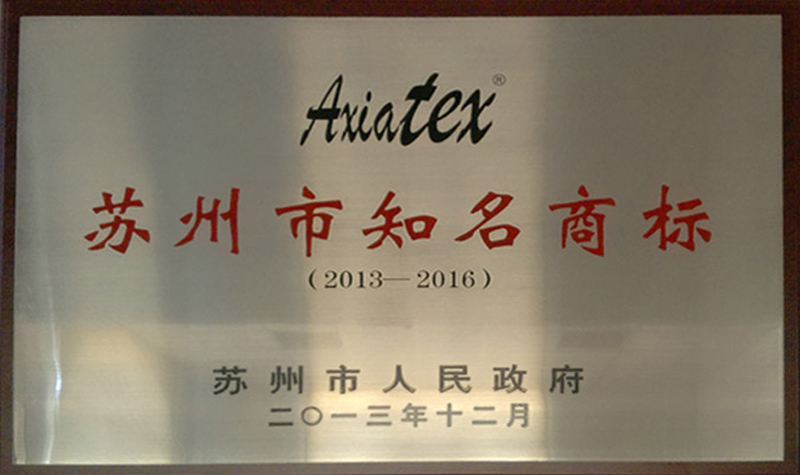 Axiatex®
苏州市知名商标
(2013—2016)
苏州市人民政府
二〇一三年十二月